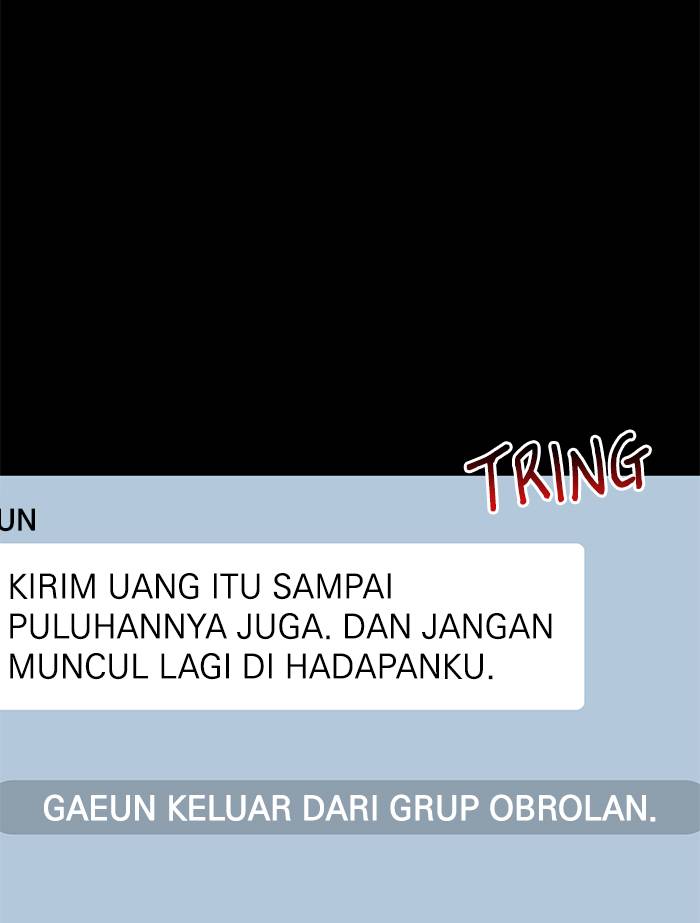 TRING
UN
KIRIM UANG ITU SAMPAI
PULUHANNYA JUGA. DAN JANGAN
MUNCUL LAGI DI HADAPANKU.
GAEUN KELUAR DARI GRUP OBROLAN.